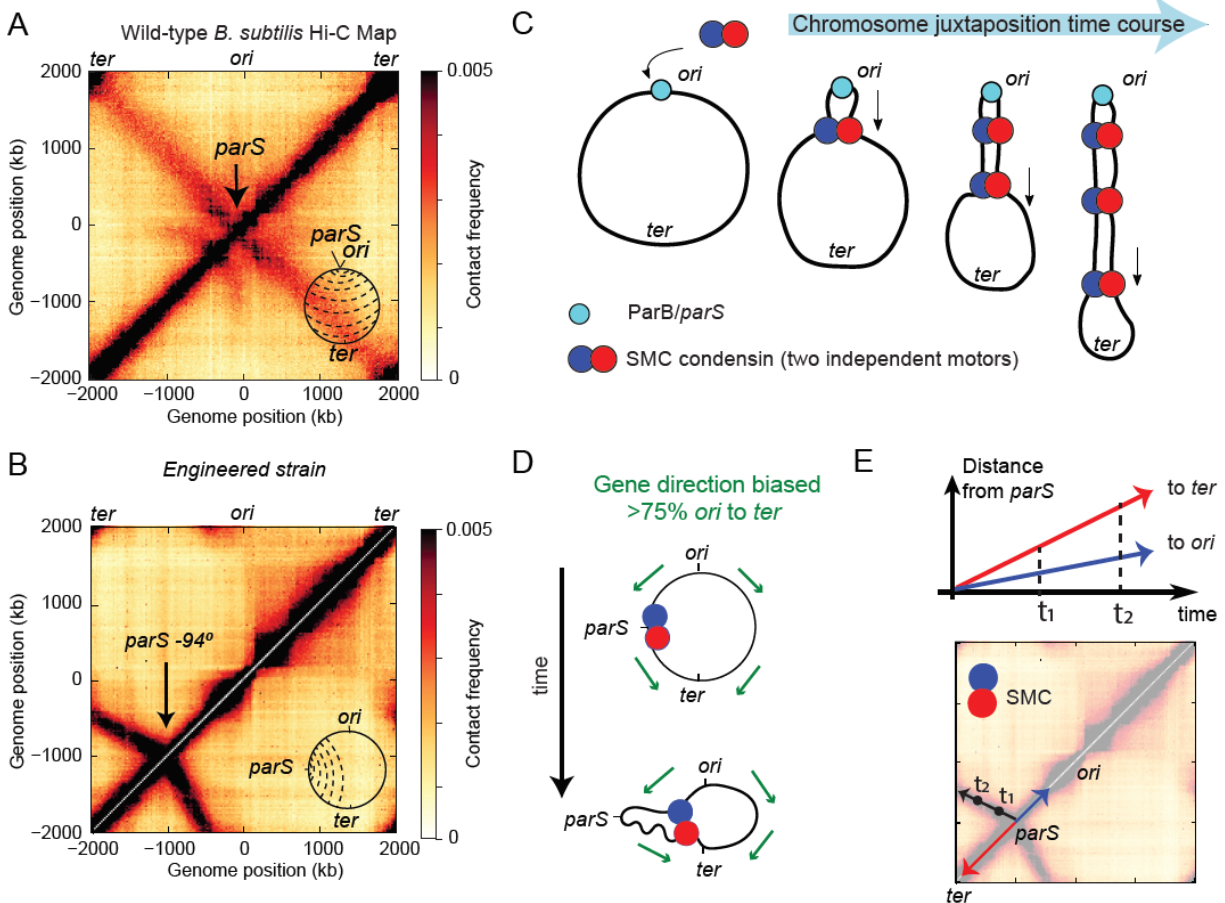 A
Wild-type B. subtilis Hi-C Map
ter
ori
ter
2000
1000
0
−1000
−2000
Genome position (kb)
parS
parS
ori
ter
−2000
−1000
0
1000
2000
Genome position (kb)
0.005
Contact frequency
0
B
Engineered strain
ter
ori
ter
2000
1000
0
−1000
−2000
Genome position (kb)
parS -94º
ori
parS
ter
−2000
−1000
0
1000
2000
Genome position (kb)
0.005
Contact frequency
0
C
Chromosome juxtaposition time course
ori
ter
ori
ter
ori
ter
ori
ter
ParB/parS
SMC condensin (two independent motors)
D
Gene direction biased
>75% ori to ter
time
ori
parS
ter
ori
parS
ter
E
Distance
from parS
to ter
to ori
t1
t2
time
SMC
ori
t2
t1
parS
ter